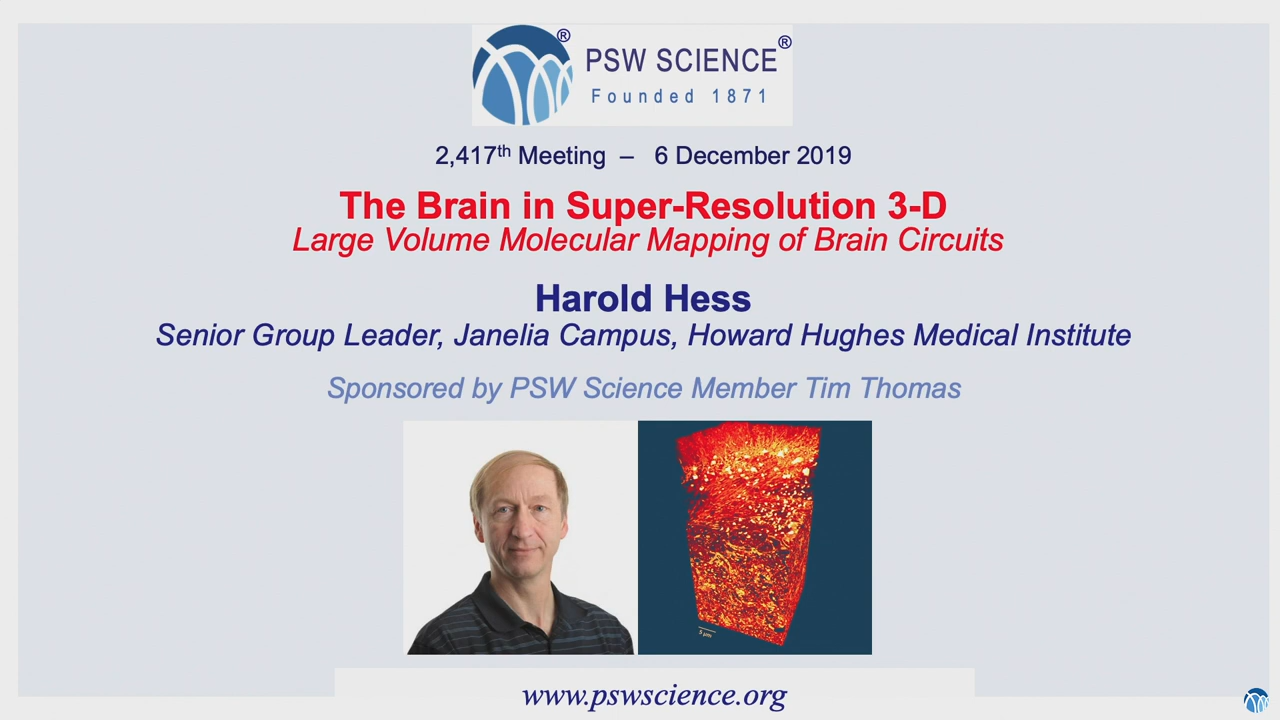 PSW SCIENCE®
Founded 1871
®
2,417th Meeting – 6 December 2019
The Brain in Super-Resolution 3-D
Large Volume Molecular Mapping of Brain Circuits
Harold Hess
Senior Group Leader, Janelia Campus, Howard Hughes Medical Institute
Sponsored by PSW Science Member Tim Thomas
5 µm
www.pswscience.org